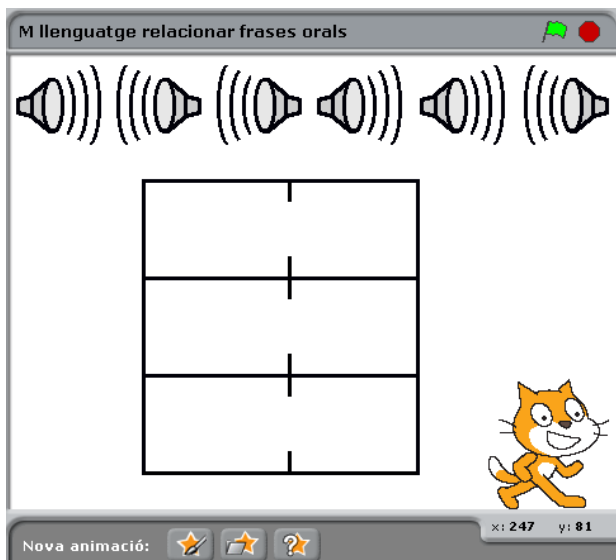 M llenguatge relacionar frases orals
x: 247 y: 81
Nova animació: